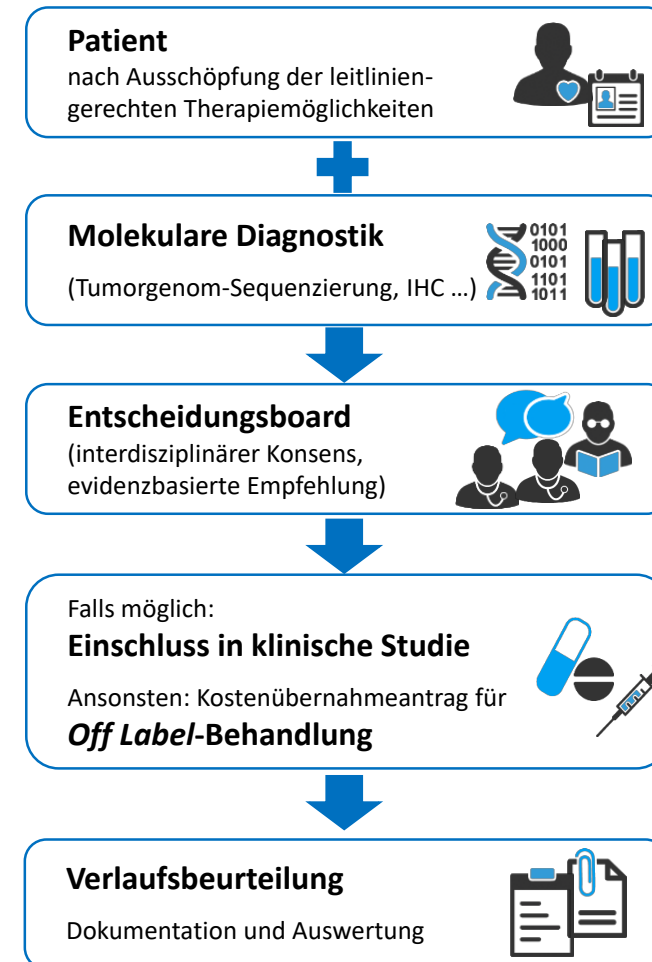 Patient
nach Ausschöpfung der leitlinien-
gerechten Therapiemöglichkeiten
Molekulare Diagnostik
(Tumorgenom-Sequenzierung, IHC …)
0101
1000
0101
1101
1011
Entscheidungsboard
(interdisziplinärer Konsens,
evidenzbasierte Empfehlung)
Falls möglich:
Einschluss in klinische Studie
Ansonsten: Kostenübernahmeantrag für
Off Label-Behandlung
Verlaufsbeurteilung
Dokumentation und Auswertung